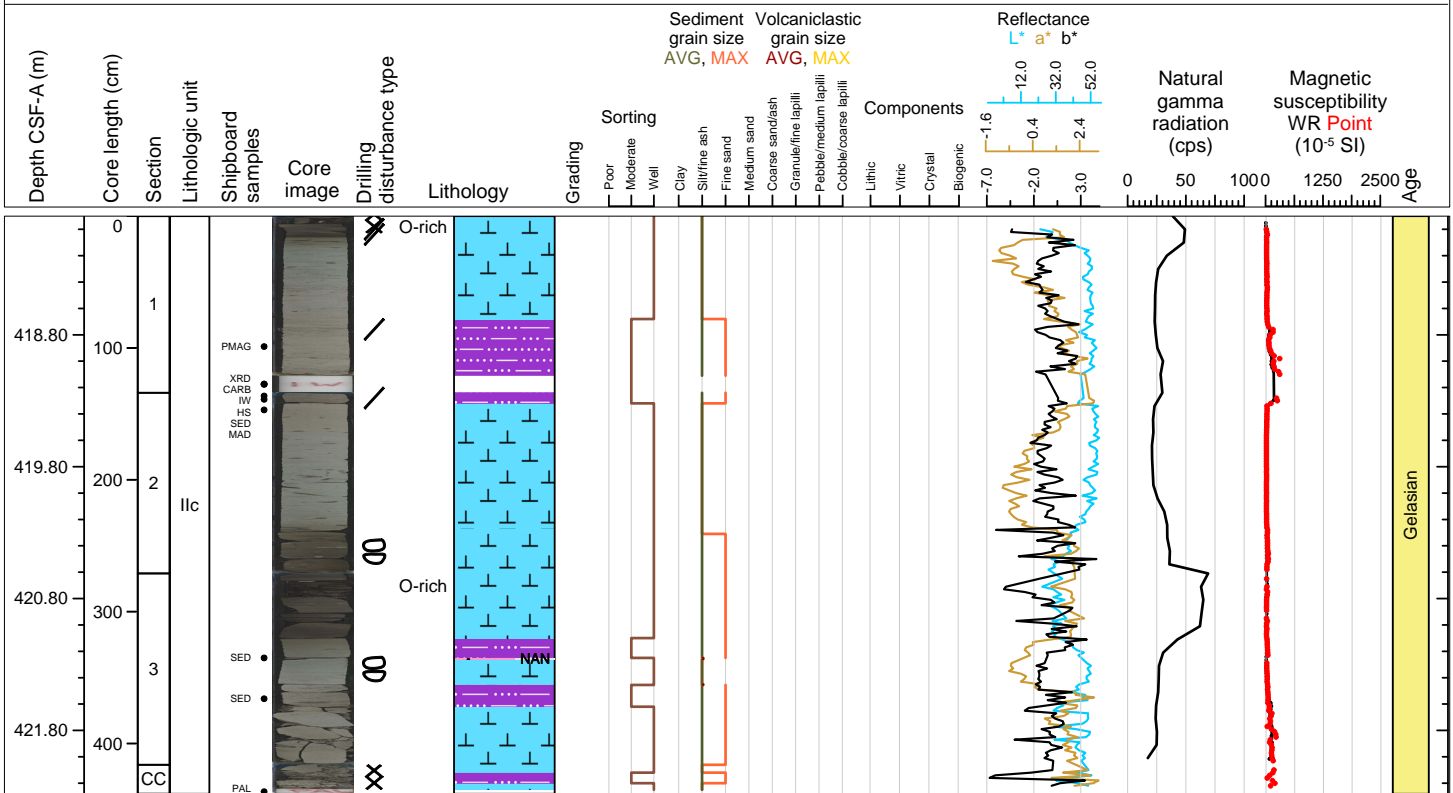 Depth CSF-A (m)
Core length (cm)
Section
Lithologic unit
Shipboard
samples
Core
image
Drilling
disturbance type
Lithology
Grading
Sorting
Poor
Moderate
Well
Sediment
grain size
AVG, MAX
Volcaniclastic
grain size
AVG, MAX
Clay
Silt/fine ash
Fine sand
Medium sand
Coarse sand/ash
Granule/fine lapilli
Pebble/medium lapilli
Cobble/coarse lapilli
Components
Lithic
Vitric
Crystal
Biogenic
Reflectance
L* a* b*
12.0 32.0 52.0
-1.6 0.4 2.4
-7.0 -2.0 3.0
Natural
gamma
radiation
(cps)
0 50 100
Magnetic
susceptibility
WR Point
(10⁻⁵ SI)
0 1250 2500
Age
0
O-rich
1
418.80
100
PMAG
XRD
CARB
IW
HS
SED
MAD
419.80
200
2
IIc
Gelasian
O-rich
420.80
300
SED
NAN
3
SED
421.80
400
CC
PAL